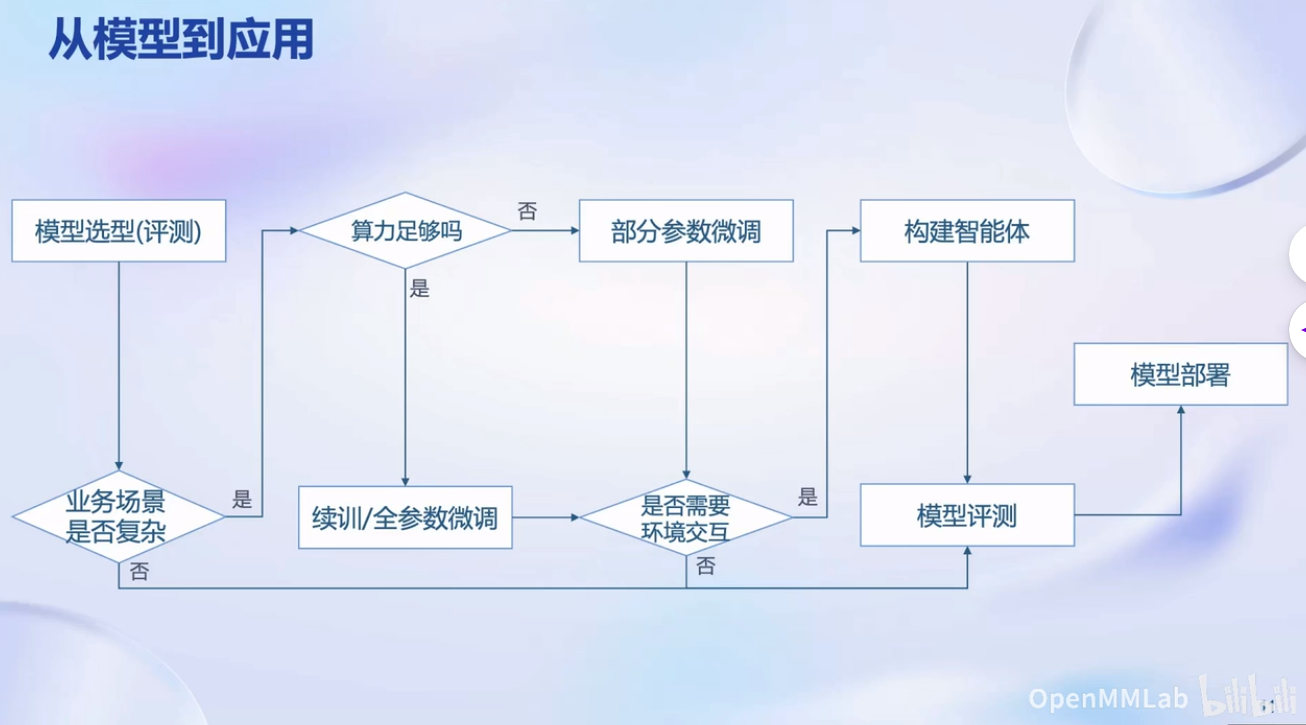 从模型到应用
模型选型(评测)
算力足够吗
否
部分参数微调
构建智能体
是
模型部署
业务场景
是否复杂
是
续训/全参数微调
是否需要
环境交互
是
模型评测
否
否
OpenMMLab bilibili